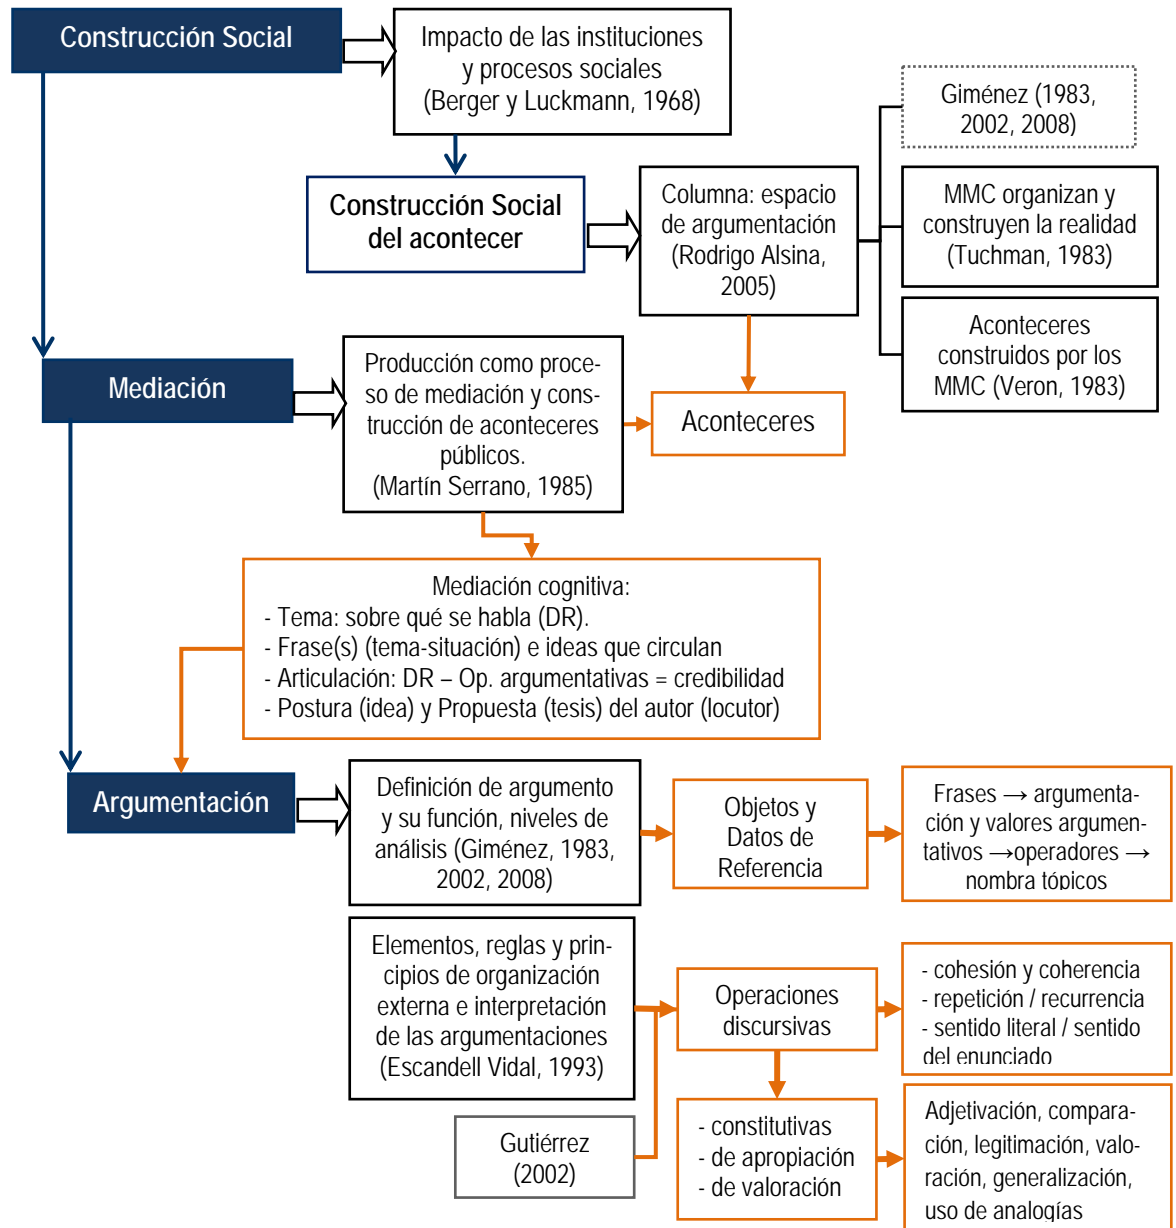 Construcción Social
Impacto de las instituciones
y procesos sociales
(Berger y Luckmann, 1968)
Giménez (1983,
2002, 2008)
Construcción Social
del acontecer
Columna: espacio
de argumentación
(Rodrigo Alsina,
2005)
MMC organizan y
construyen la realidad
(Tuchman, 1983)
Aconteceres
construidos por los
MMC (Veron, 1983)
Mediación
Producción como proce-
so de mediación y cons-
trucción de aconteceres
públicos.
(Martín Serrano, 1985)
Aconteceres
Mediación cognitiva:
- Tema: sobre qué se habla (DR).
- Frase(s) (tema-situación) e ideas que circulan
- Articulación: DR – Op. argumentativas = credibilidad
- Postura (idea) y Propuesta (tesis) del autor (locutor)
Argumentación
Definición de argumento
y su función, niveles de
análisis (Giménez, 1983,
2002, 2008)
Objetos y
Datos de
Referencia
Frases → argumenta-
ción y valores argumen-
tativos →operadores →
nombra tópicos
Elementos, reglas y prin-
cipios de organización
externa e interpretación
de las argumentaciones
(Escandell Vidal, 1993)
Operaciones
discursivas
- cohesión y coherencia
- repetición / recurrencia
- sentido literal / sentido
del enunciado
Gutiérrez
(2002)
- constitutivas
- de apropiación
- de valoración
Adjetivación, compara-
ción, legitimación, valo-
ración, generalización,
uso de analogías